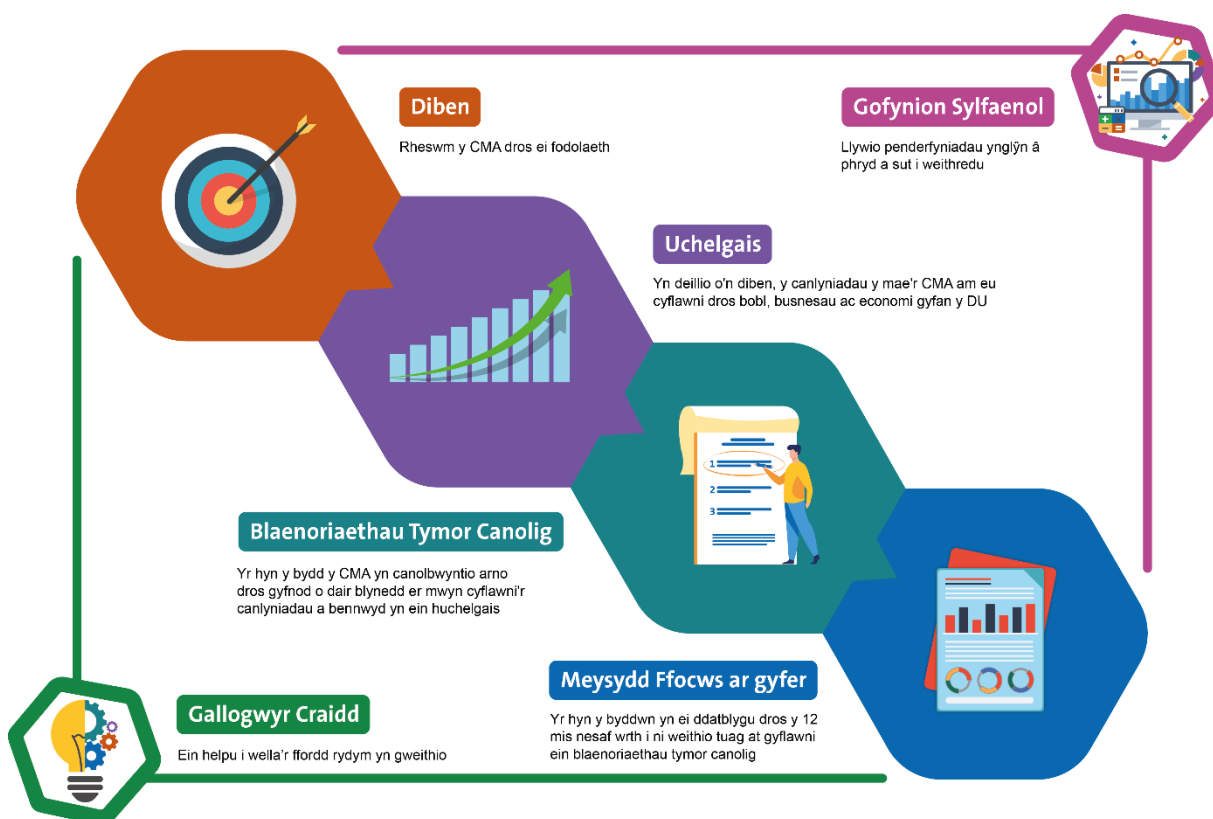 Diben
Rheswm y CMA dros ei fodolaeth
Gofynion Sylfaenol
Llywio penderfyniadau ynglŷn â
phryd a sut i weithredu
Uchelgais
Yn deillio o'n diben, y canlyniadau y mae'r CMA am eu
cyflawni dros bobl, busnesau ac economi gyfan y DU
1
2
3
Blaenoriaethau Tymor Canolig
Yr hyn y bydd y CMA yn canolbwyntio arno
dros gyfnod o dair blynedd er mwyn cyflawni'r
canlyniadau a bennwyd yn ein huchelgais
Meysydd Ffocws ar gyfer
Yr hyn y byddwn yn ei ddatblygu dros y 12
mis nesaf wrth i ni weithio tuag at gyflawni
ein blaenoriaethau tymor canolig
Gallogwyr Craidd
Ein helpu i wella’r ffordd rydym yn gweithio